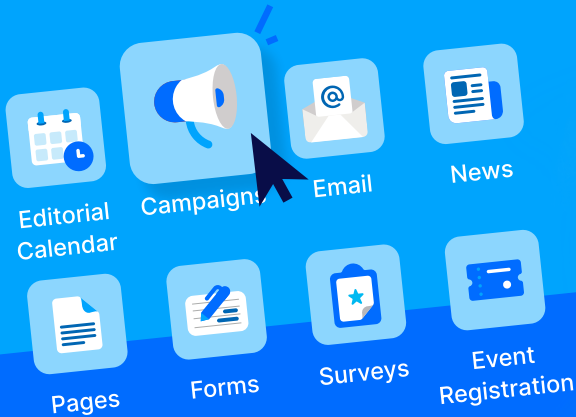 Editorial
Calendar
Campaigns
Email
News
Pages
Forms
Surveys
Event
Registration